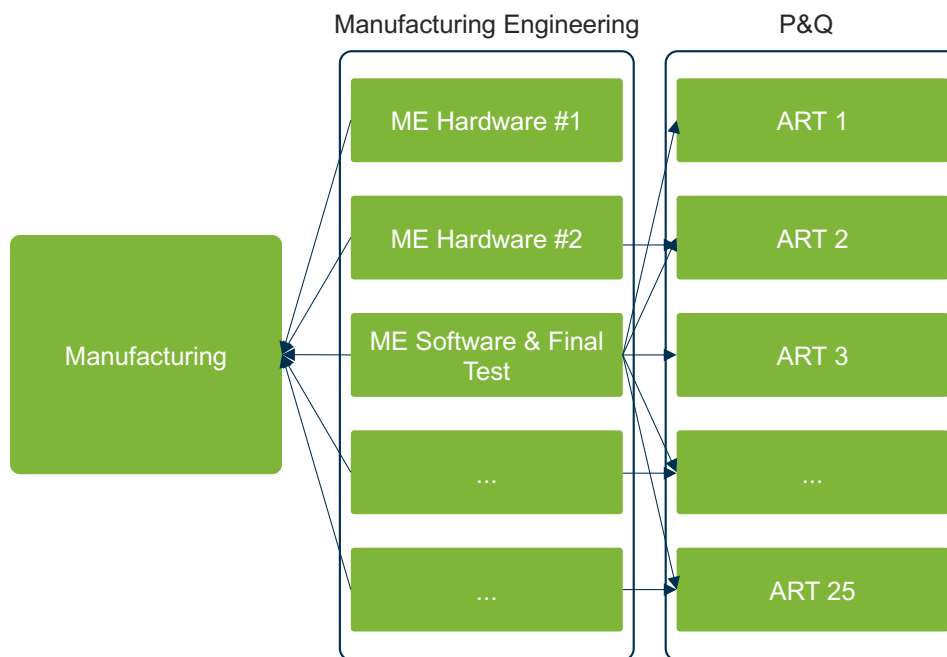 Manufacturing Engineering
P&Q
ME Hardware #1
ART 1
ME Hardware #2
ART 2
Manufacturing
ME Software & Final
Test
ART 3
...
...
...
ART 25